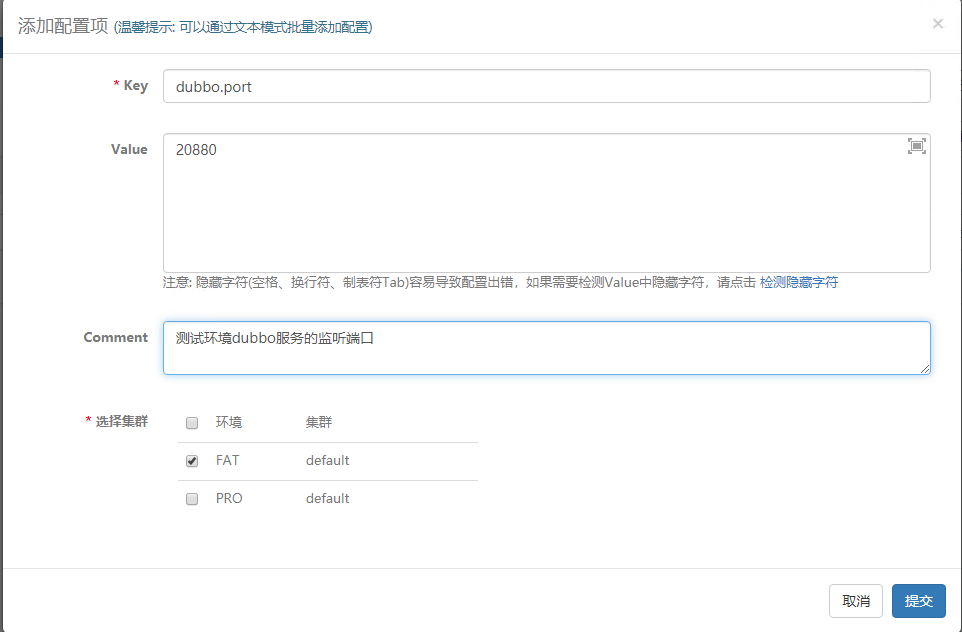 添加配置项 (温馨提示: 可以通过文本模式批量添加配置) ×
* Key dubbo.port
Value 20880
注意: 隐藏字符(空格、换行符、制表符Tab)容易导致配置出错，如果需要检测Value中隐藏字符，请点击 检测隐藏字符
Comment 测试环境dubbo服务的监听端口
* 选择集群 环境 集群
FAT default
PRO default
取消 提交